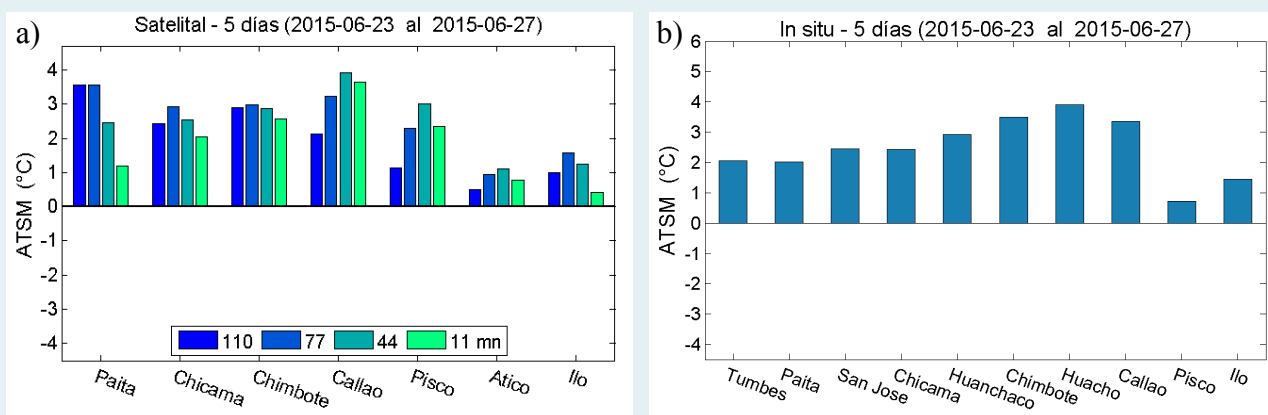 a)
Satelital - 5 días (2015-06-23 al 2015-06-27)
ATSM (°C)
4
3
2
1
0
-1
-2
-3
-4
110 77 44 11 mn
Paita Chicama Chimbote Callao Pisco Atico Ilo
b)
In situ - 5 días (2015-06-23 al 2015-06-27)
ATSM (°C)
6
5
4
3
2
1
0
-1
-2
-3
-4
Tumbes Paita San Jose Chicama Huanchaco Chimbote Huacho Callao Pisco Ilo